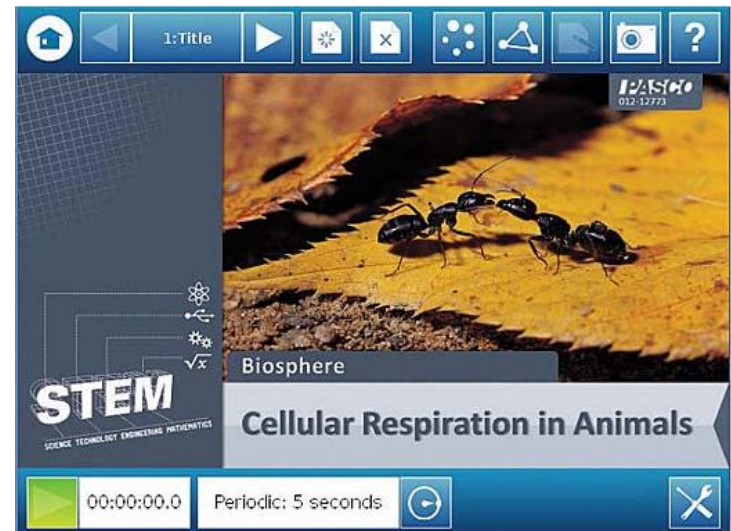 1:Title
?
PASCO
012-12773
√x
STEM
SCIENCE TECHNOLOGY ENGINEERING MATHEMATICS
Biosphere
Cellular Respiration in Animals
00:00:00.0
Periodic: 5 seconds